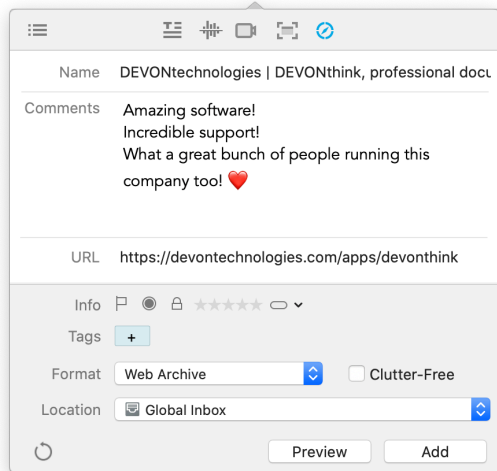 Name DEVONtechnologies | DEVONthink, professional docu
Comments Amazing software!
Incredible support!
What a great bunch of people running this
company too! ❤️
URL https://devontechnologies.com/apps/devonthink
Info
Tags +
Format Web Archive Clutter-Free
Location Global Inbox
Preview Add